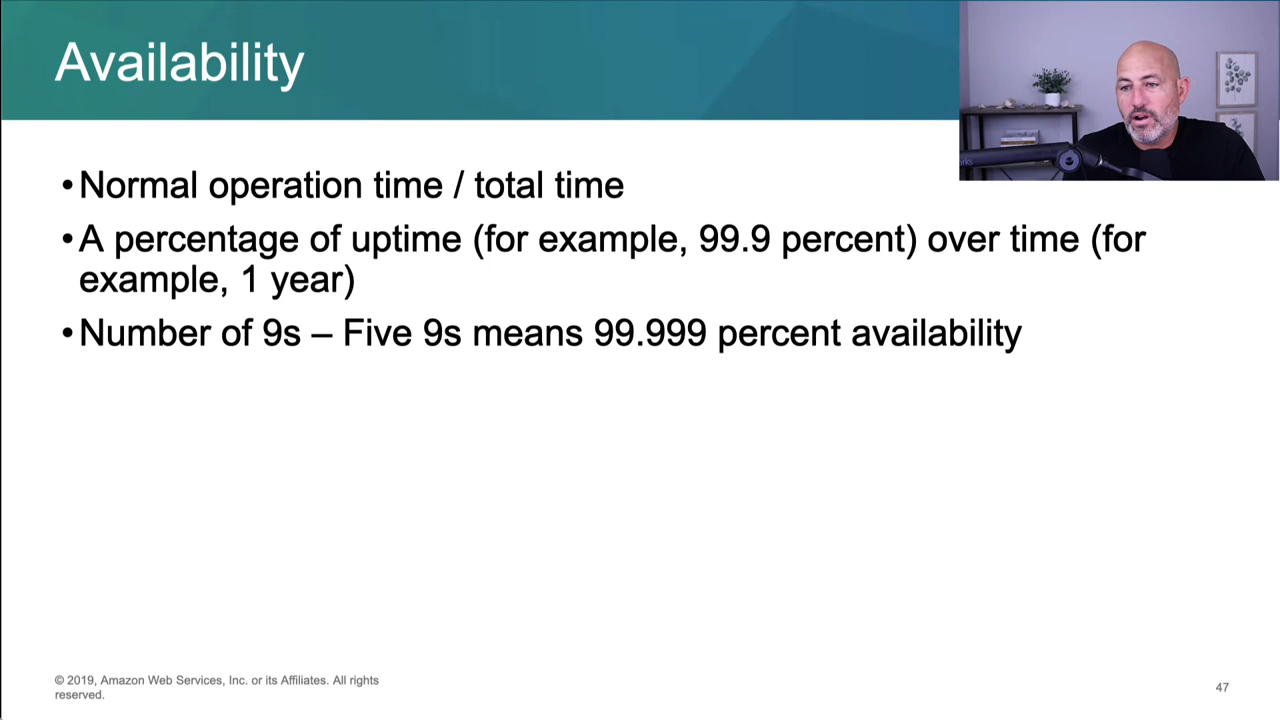 Availability
•Normal operation time / total time
•A percentage of uptime (for example, 99.9 percent) over time (for
example, 1 year)
•Number of 9s – Five 9s means 99.999 percent availability
© 2019, Amazon Web Services, Inc. or its Affiliates. All rights
reserved.
47